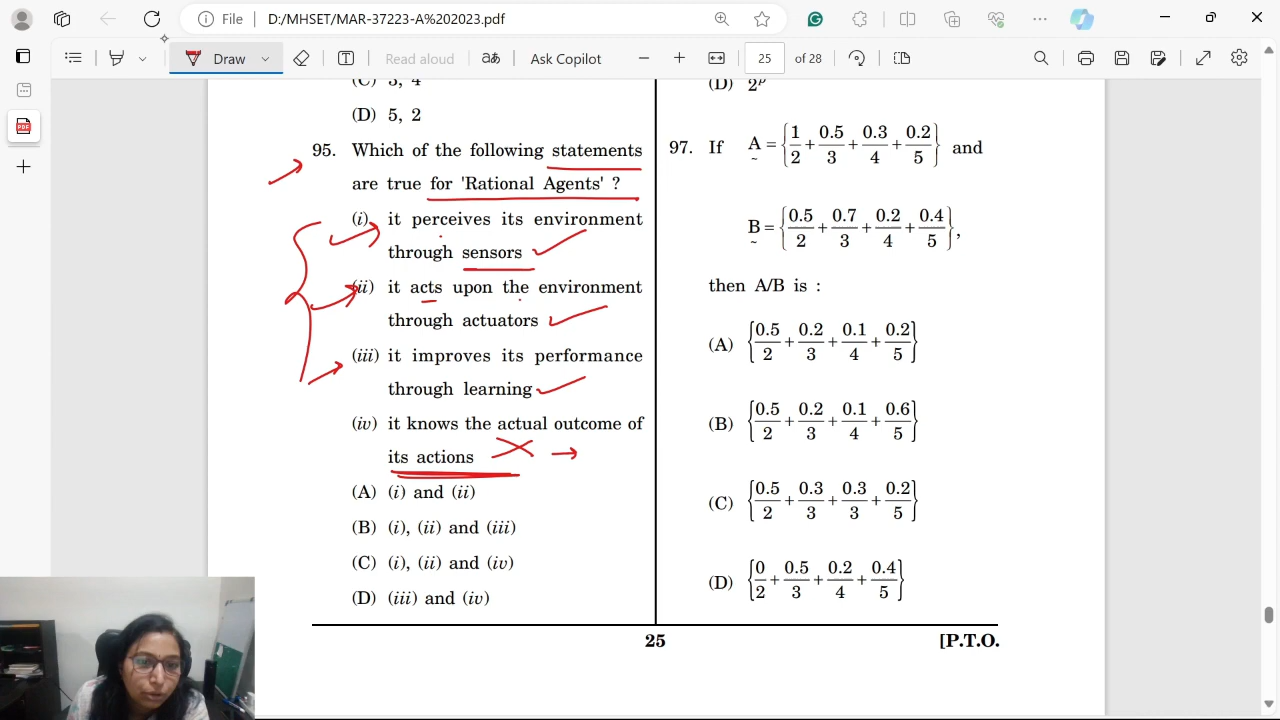 File D:/MHSET/MAR-37223-A%202023.pdf
Draw Read aloud aあ Ask Copilot 25 of 28
(C) 3, 4
(D) 5, 2
95. Which of the following statements
are true for 'Rational Agents' ?
(i) it perceives its environment
through sensors
(ii) it acts upon the environment
through actuators
(iii) it improves its performance
through learning
(iv) it knows the actual outcome of
its actions
(A) (i) and (ii)
(B) (i), (ii) and (iii)
(C) (i), (ii) and (iv)
(D) (iii) and (iv)
(D) 2^p
97. If A̰ = {1/2 + 0.5/3 + 0.3/4 + 0.2/5} and
B̰ = {0.5/2 + 0.7/3 + 0.2/4 + 0.4/5},
then A/B is :
(A) {0.5/2 + 0.2/3 + 0.1/4 + 0.2/5}
(B) {0.5/2 + 0.2/3 + 0.1/4 + 0.6/5}
(C) {0.5/2 + 0.3/3 + 0.3/3 + 0.2/5}
(D) {0/2 + 0.5/3 + 0.2/4 + 0.4/5}
25 [P.T.O.